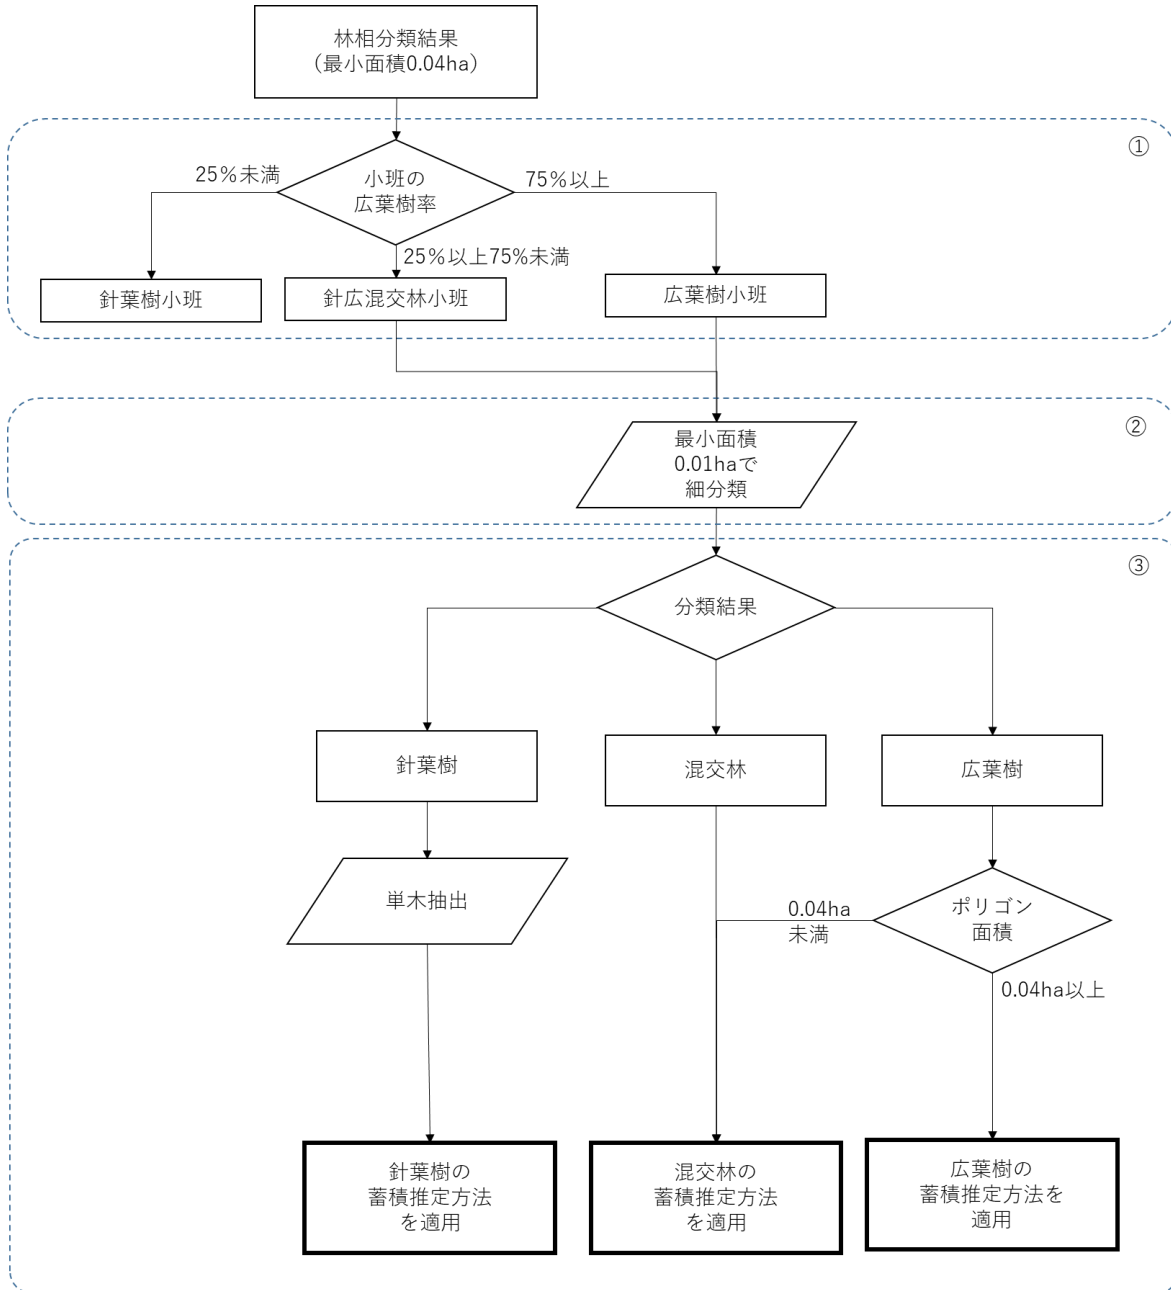 林相分類結果
（最小面積0.04ha）
①
小班の
広葉樹率
25％未満
75％以上
25％以上75%未満
針葉樹小班
針広混交林小班
広葉樹小班
②
最小面積
0.01haで
細分類
③
分類結果
針葉樹
混交林
広葉樹
単木抽出
ポリゴン
面積
0.04ha
未満
0.04ha以上
針葉樹の
蓄積推定方法
を適用
混交林の
蓄積推定方法
を適用
広葉樹の
蓄積推定方法を
適用